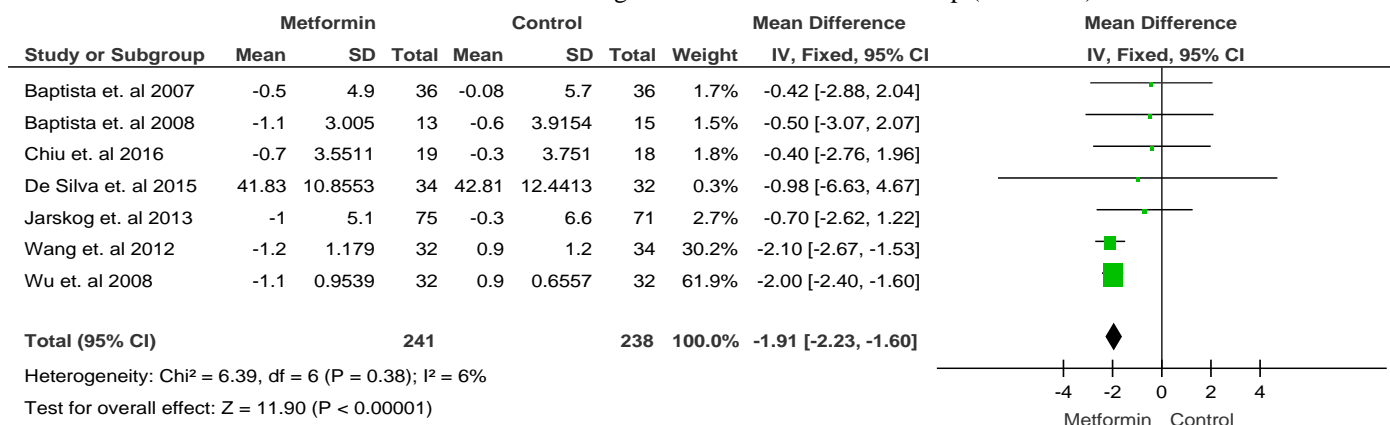 Metformin Control Mean Difference Mean Difference
Study or Subgroup Mean SD Total Mean SD Total Weight IV, Fixed, 95% CI IV, Fixed, 95% CI
Baptista et. al 2007 -0.5 4.9 36 -0.08 5.7 36 1.7% -0.42 [-2.88, 2.04]
Baptista et. al 2008 -1.1 3.005 13 -0.6 3.9154 15 1.5% -0.50 [-3.07, 2.07]
Chiu et. al 2016 -0.7 3.5511 19 -0.3 3.751 18 1.8% -0.40 [-2.76, 1.96]
De Silva et. al 2015 41.83 10.8553 34 42.81 12.4413 32 0.3% -0.98 [-6.63, 4.67]
Jarskog et. al 2013 -1 5.1 75 -0.3 6.6 71 2.7% -0.70 [-2.62, 1.22]
Wang et. al 2012 -1.2 1.179 32 0.9 1.2 34 30.2% -2.10 [-2.67, -1.53]
Wu et. al 2008 -1.1 0.9539 32 0.9 0.6557 32 61.9% -2.00 [-2.40, -1.60]
Total (95% CI) 241 238 100.0% -1.91 [-2.23, -1.60]
Heterogeneity: Chi² = 6.39, df = 6 (P = 0.38); I² = 6%
Test for overall effect: Z = 11.90 (P < 0.00001)
-4 -2 0 2 4
Metformin Control